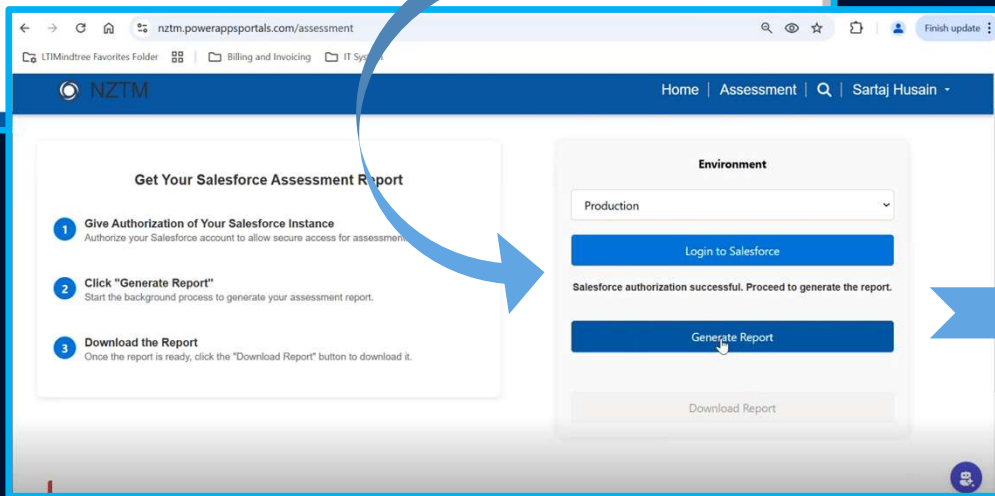 nztm.powerappsportals.com/assessment
Finish update
LTIMindtree Favorites Folder Billing and Invoicing IT
NZTM
Home | Assessment | Sartaj Husain
Get Your Salesforce Assessment Report
1 Give Authorization of Your Salesforce Instance
Authorize your Salesforce account to allow secure access for assessment.
2 Click "Generate Report"
Start the background process to generate your assessment report.
3 Download the Report
Once the report is ready, click the "Download Report" button to download it.
Environment
Production
Login to Salesforce
Salesforce authorization successful. Proceed to generate the report.
Generate Report
Download Report